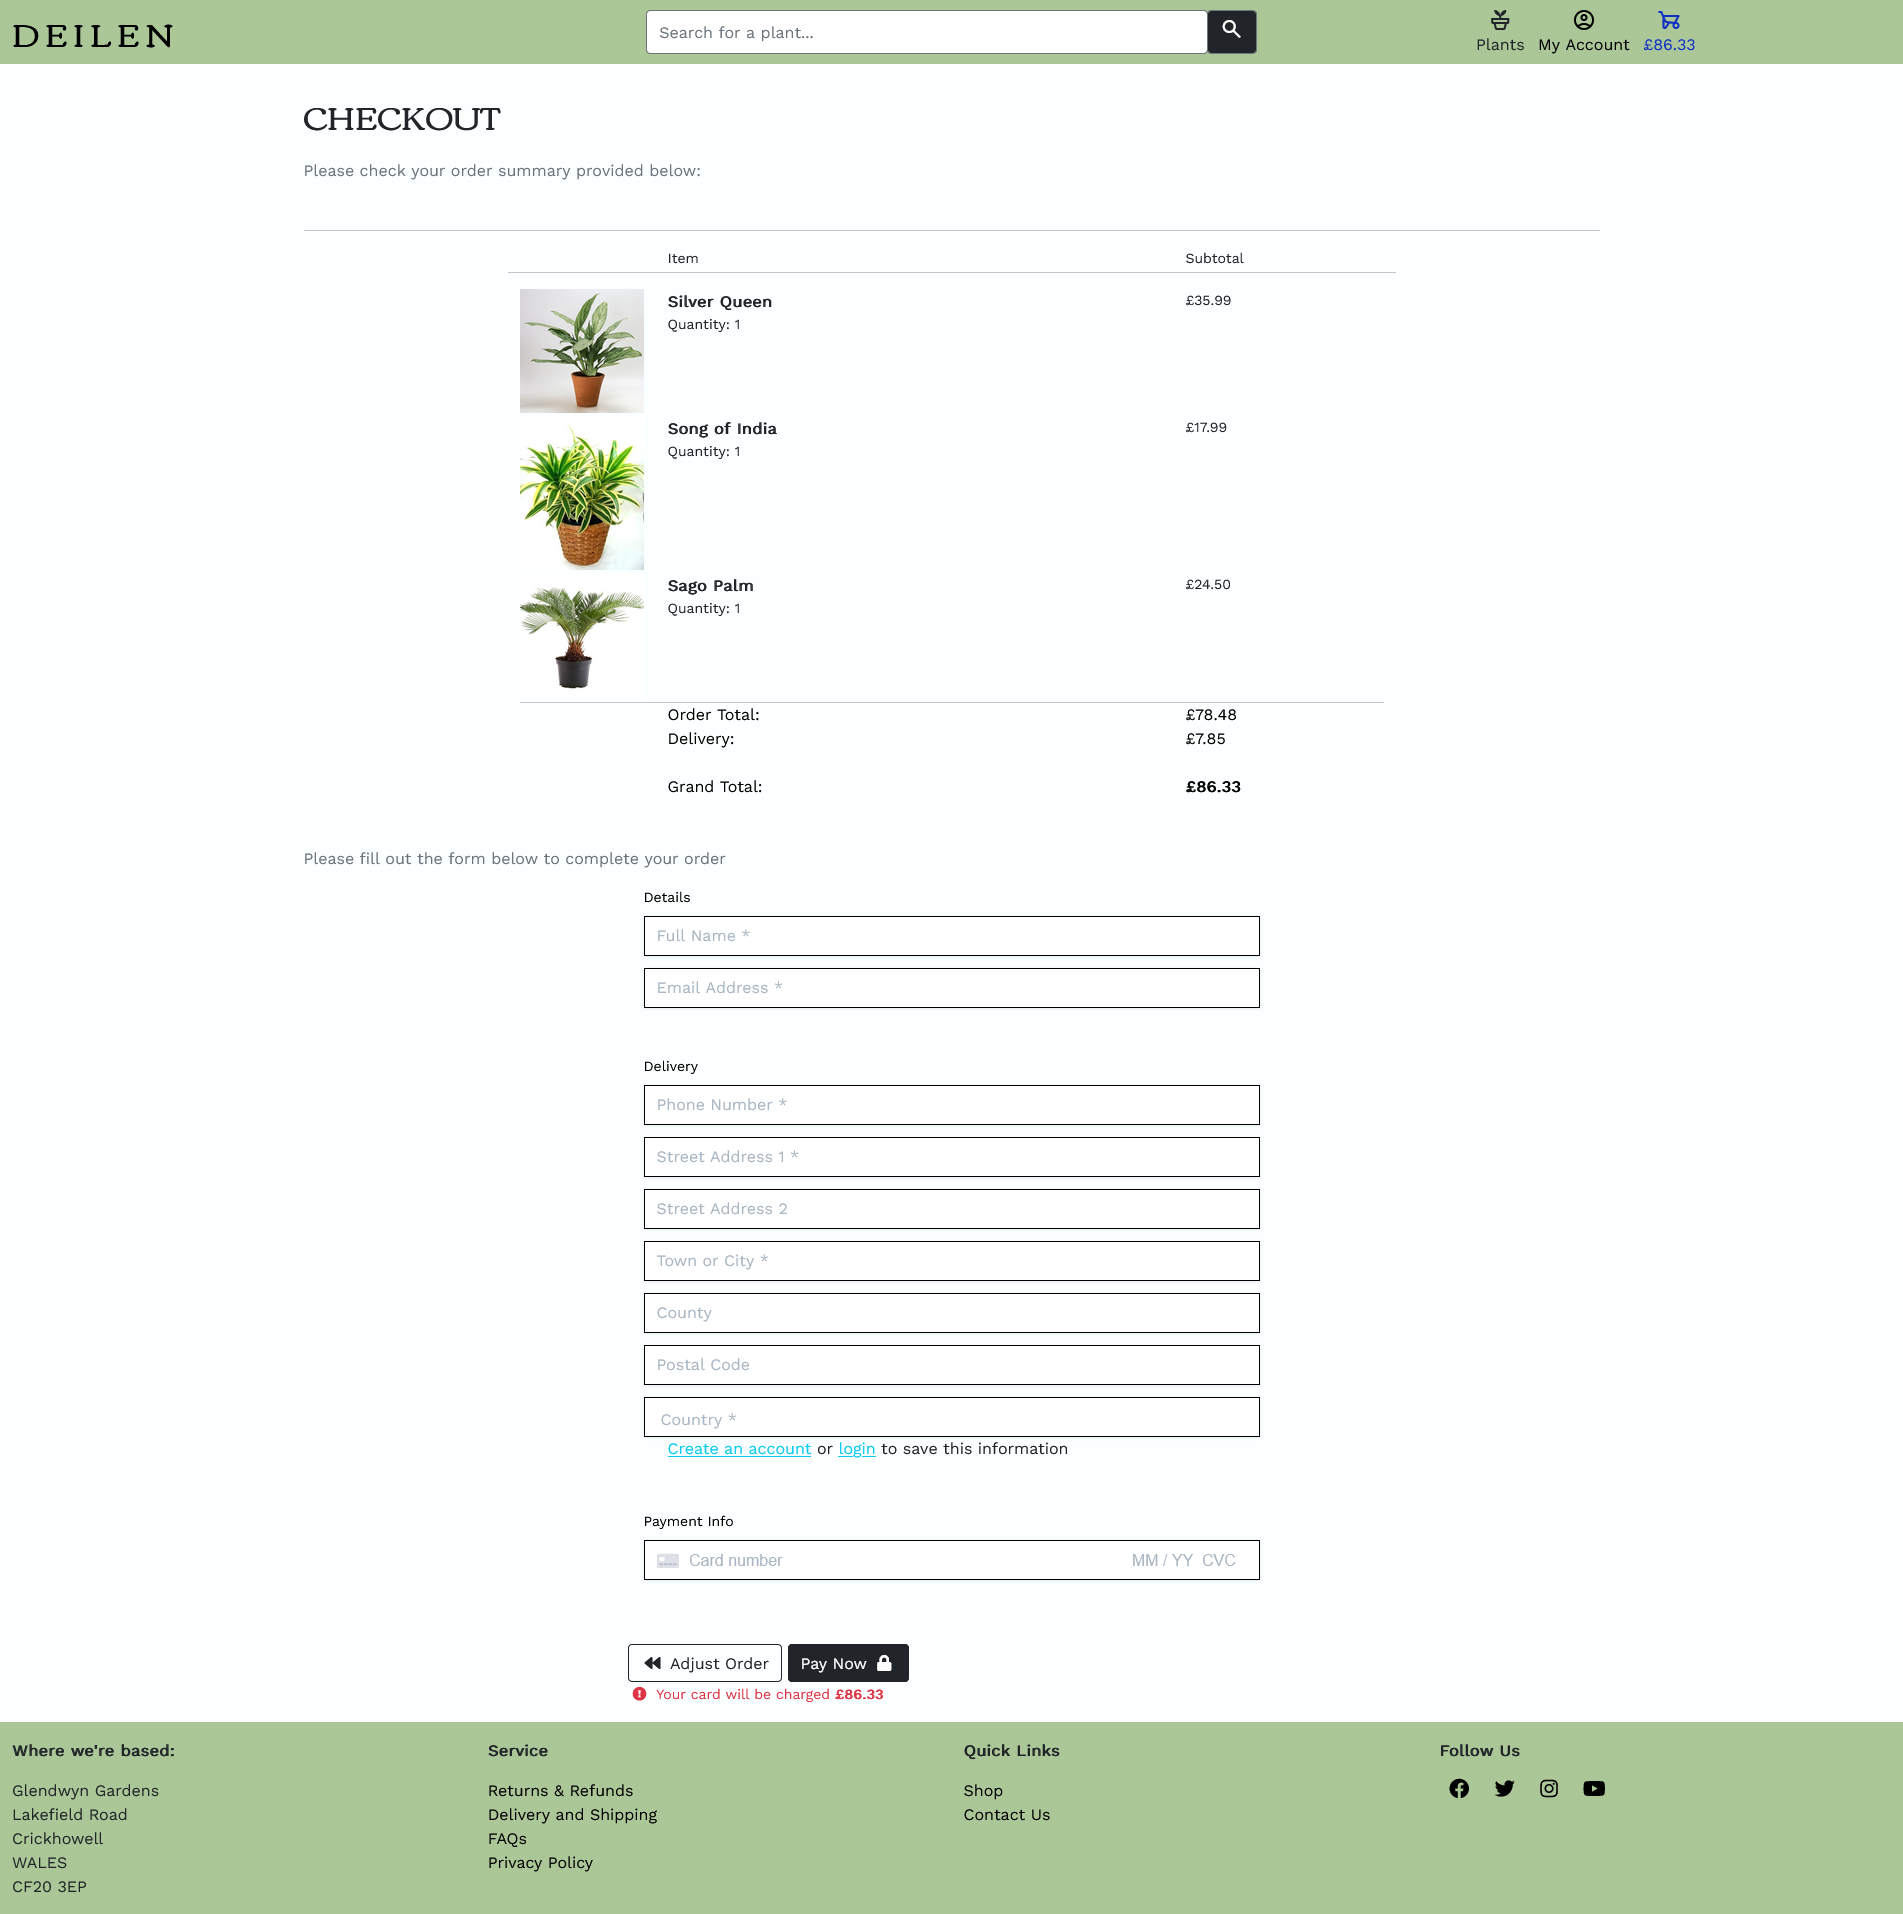 DEILEN
Search for a plant...
Plants
My Account
£86.33
CHECKOUT
Please check your order summary provided below:
Item Subtotal
Silver Queen £35.99
Quantity: 1
Song of India £17.99
Quantity: 1
Sago Palm £24.50
Quantity: 1
Order Total: £78.48
Delivery: £7.85
Grand Total: £86.33
Please fill out the form below to complete your order
Details
Full Name *
Email Address *
Delivery
Phone Number *
Street Address 1 *
Street Address 2
Town or City *
County
Postal Code
Country *
Create an account or login to save this information
Payment Info
Card number MM / YY CVC
Adjust Order Pay Now
Your card will be charged £86.33
Where we're based:
Glendwyn Gardens
Lakefield Road
Crickhowell
WALES
CF20 3EP
Service
Returns & Refunds
Delivery and Shipping
FAQs
Privacy Policy
Quick Links
Shop
Contact Us
Follow Us